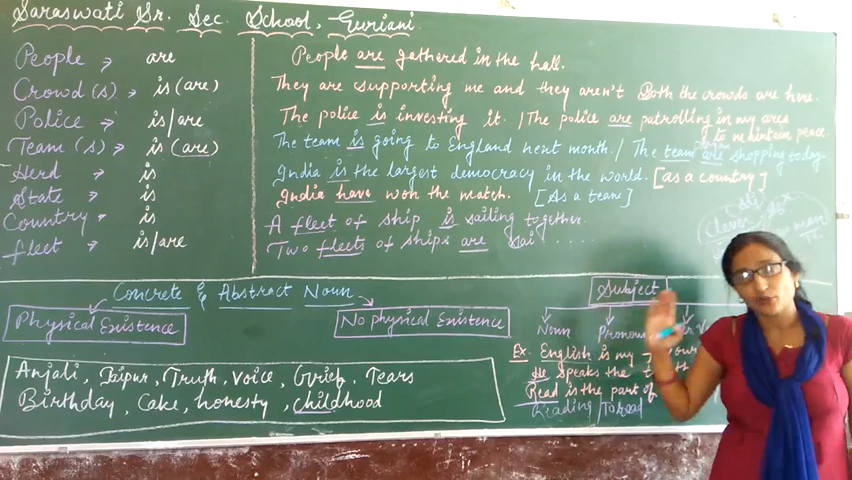 Saraswati Sr. Sec. School, Guriani.
People → are
Crowd (s) → is (are)
Police → is/are
Team (s) → is (are)
Herd → is
State → is
Country → is
fleet → is/are
People are gathered in the hall.
They are supporting me and they aren't Both the crowds are here.
The police is investing it. / The police are patrolling in my area
to maintain peace.
The team is going to England next month. / The team are shopping today
India is the largest democracy in the world. [as a country]
India have won the match. [As a team]
A fleet of ship is sailing together.
Two fleets of ships are sai .....
Clever
Concrete & Abstract Noun
Physical Existence
No physical Existence
Anjali, Jaipur, Truth, voice, Grief, Tears
Birthday, Cake, honesty, childhood
Subject
Noun
Ex. English is my
He speaks the
Read is the part of
Reading / To read